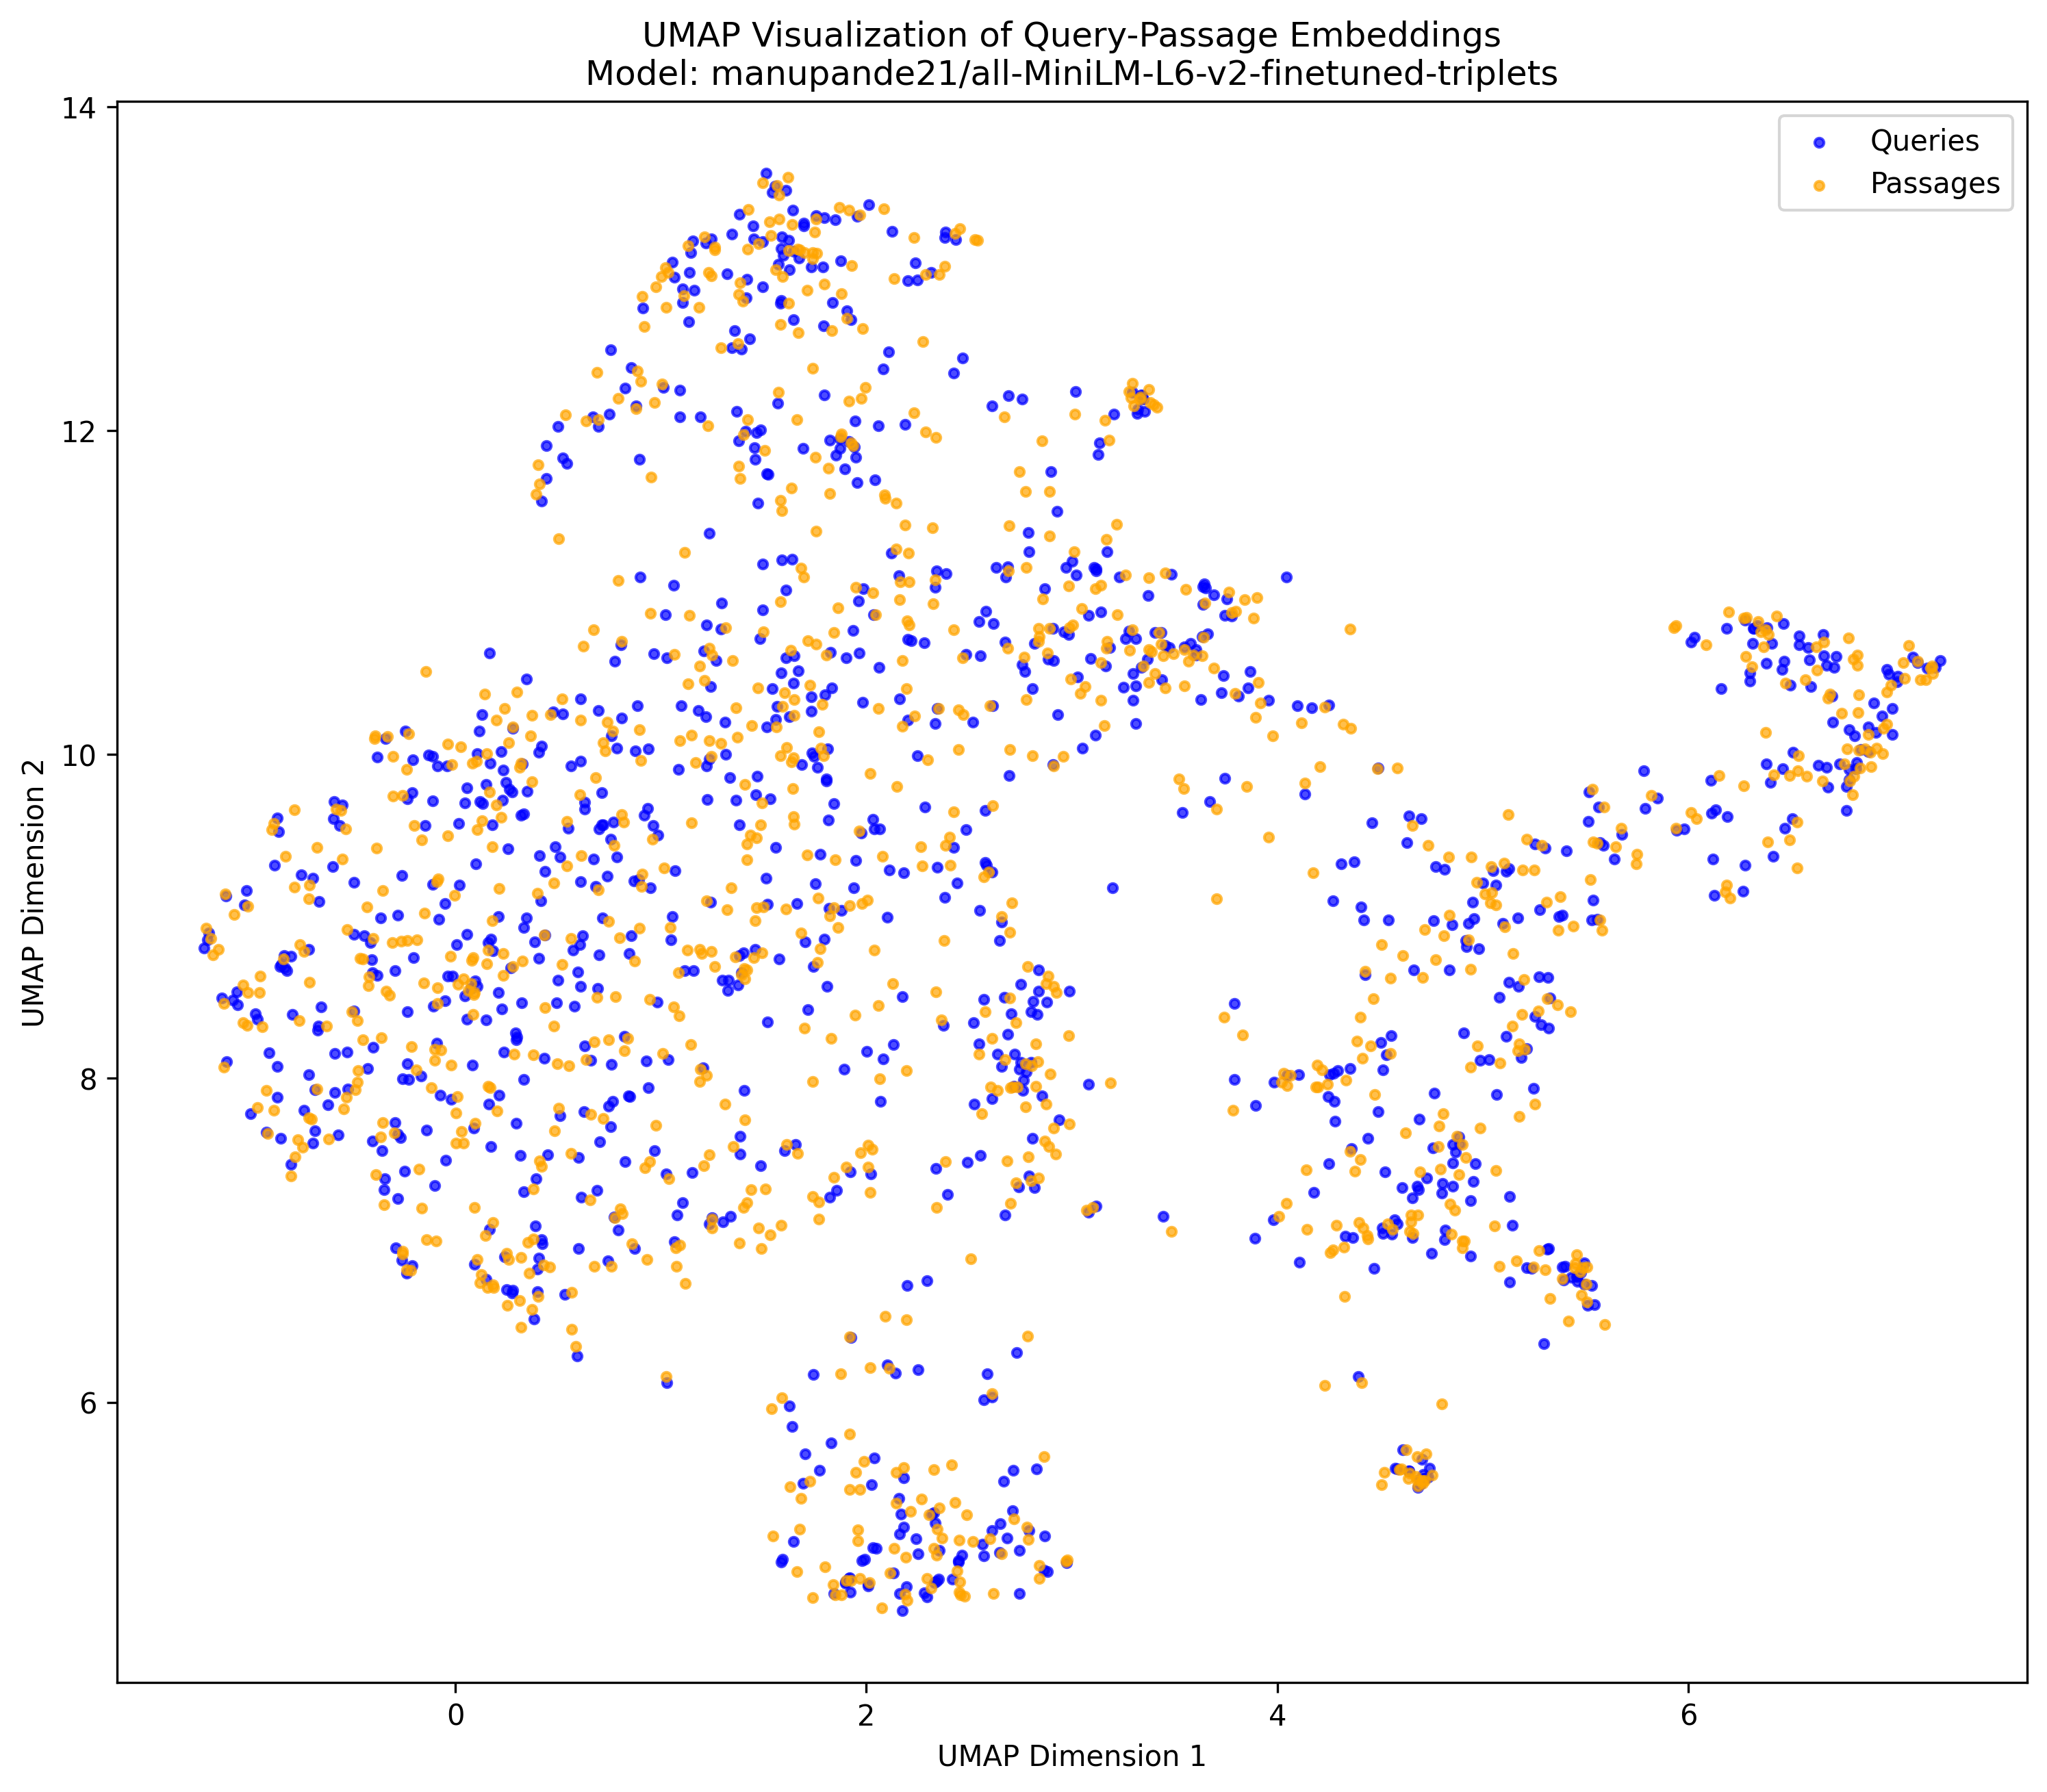 UMAP Visualization of Query-Passage Embeddings
Model: manupande21/all-MiniLM-L6-v2-finetuned-triplets
Queries
Passages
14
12
10
8
6
UMAP Dimension 2
0
2
4
6
UMAP Dimension 1